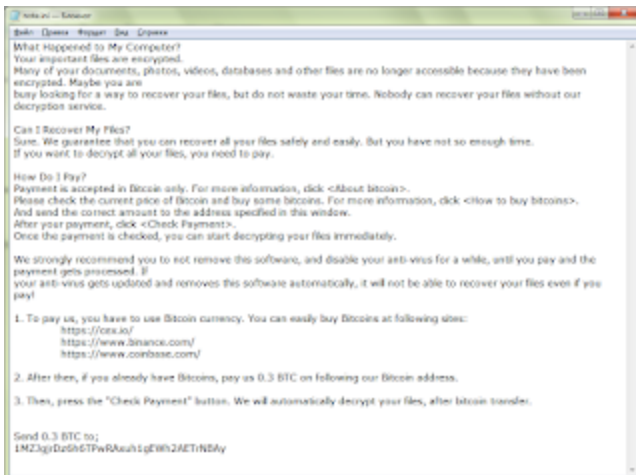 Файл Правка Формат Вид Справка
What Happened to My Computer?
Your important files are encrypted.
Many of your documents, photos, videos, databases and other files are no longer accessible because they have been
encrypted. Maybe you are
busy looking for a way to recover your files, but do not waste your time. Nobody can recover your files without our
decryption service.
Can I Recover My Files?
Sure. We guarantee that you can recover all your files safely and easily. But you have not so enough time.
If you want to decrypt all your files, you need to pay.
How Do I Pay?
Payment is accepted in Bitcoin only. For more information, click <About bitcoin>.
Please check the current price of Bitcoin and buy some bitcoins. For more information, click <How to buy bitcoins>.
And send the correct amount to the address specified in this window.
After your payment, click <Check Payment>.
Once the payment is checked, you can start decrypting your files immediately.
We strongly recommend you to not remove this software, and disable your anti-virus for a while, until you pay and the
payment gets processed. If
your anti-virus gets updated and removes this software automatically, it will not be able to recover your files even if you
pay!
1. To pay us, you have to use Bitcoin currency. You can easily buy Bitcoins at following sites:
https://cex.io/
https://www.binance.com/
https://www.coinbase.com/
2. After then, if you already have Bitcoins, pay us 0.3 BTC on following our Bitcoin address.
3. Then, press the "Check Payment" button. We will automatically decrypt your files, after bitcoin transfer.
Send 0.3 BTC to;